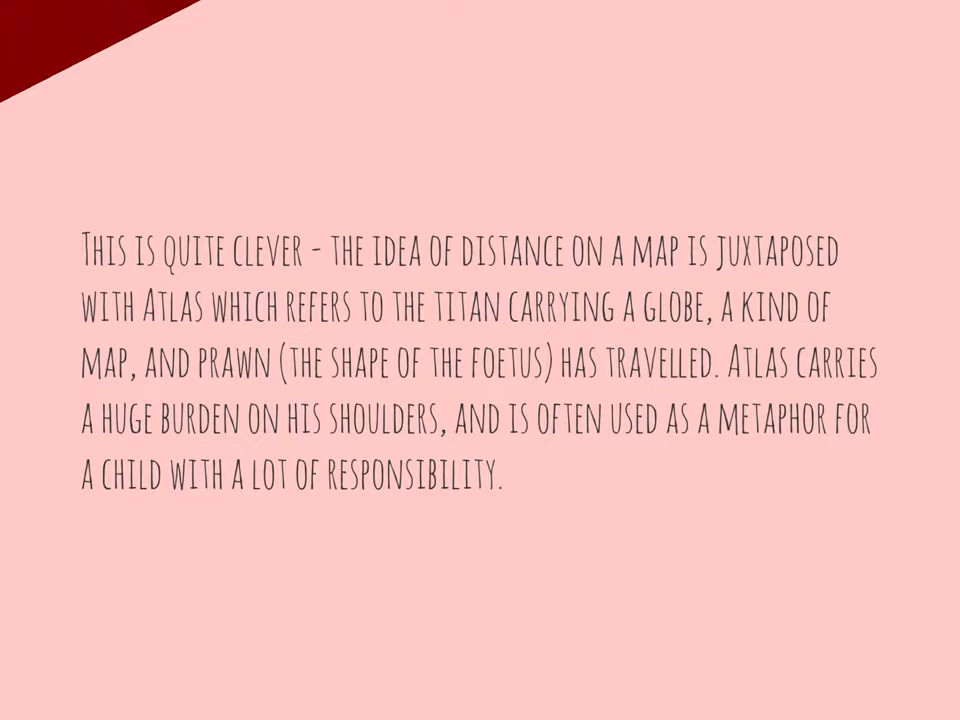 This is quite clever - the idea of distance on a map is juxtaposed
with Atlas which refers to the titan carrying a globe, a kind of
map, and prawn (the shape of the foetus) has travelled. Atlas carries
a huge burden on his shoulders, and is often used as a metaphor for
a child with a lot of responsibility.